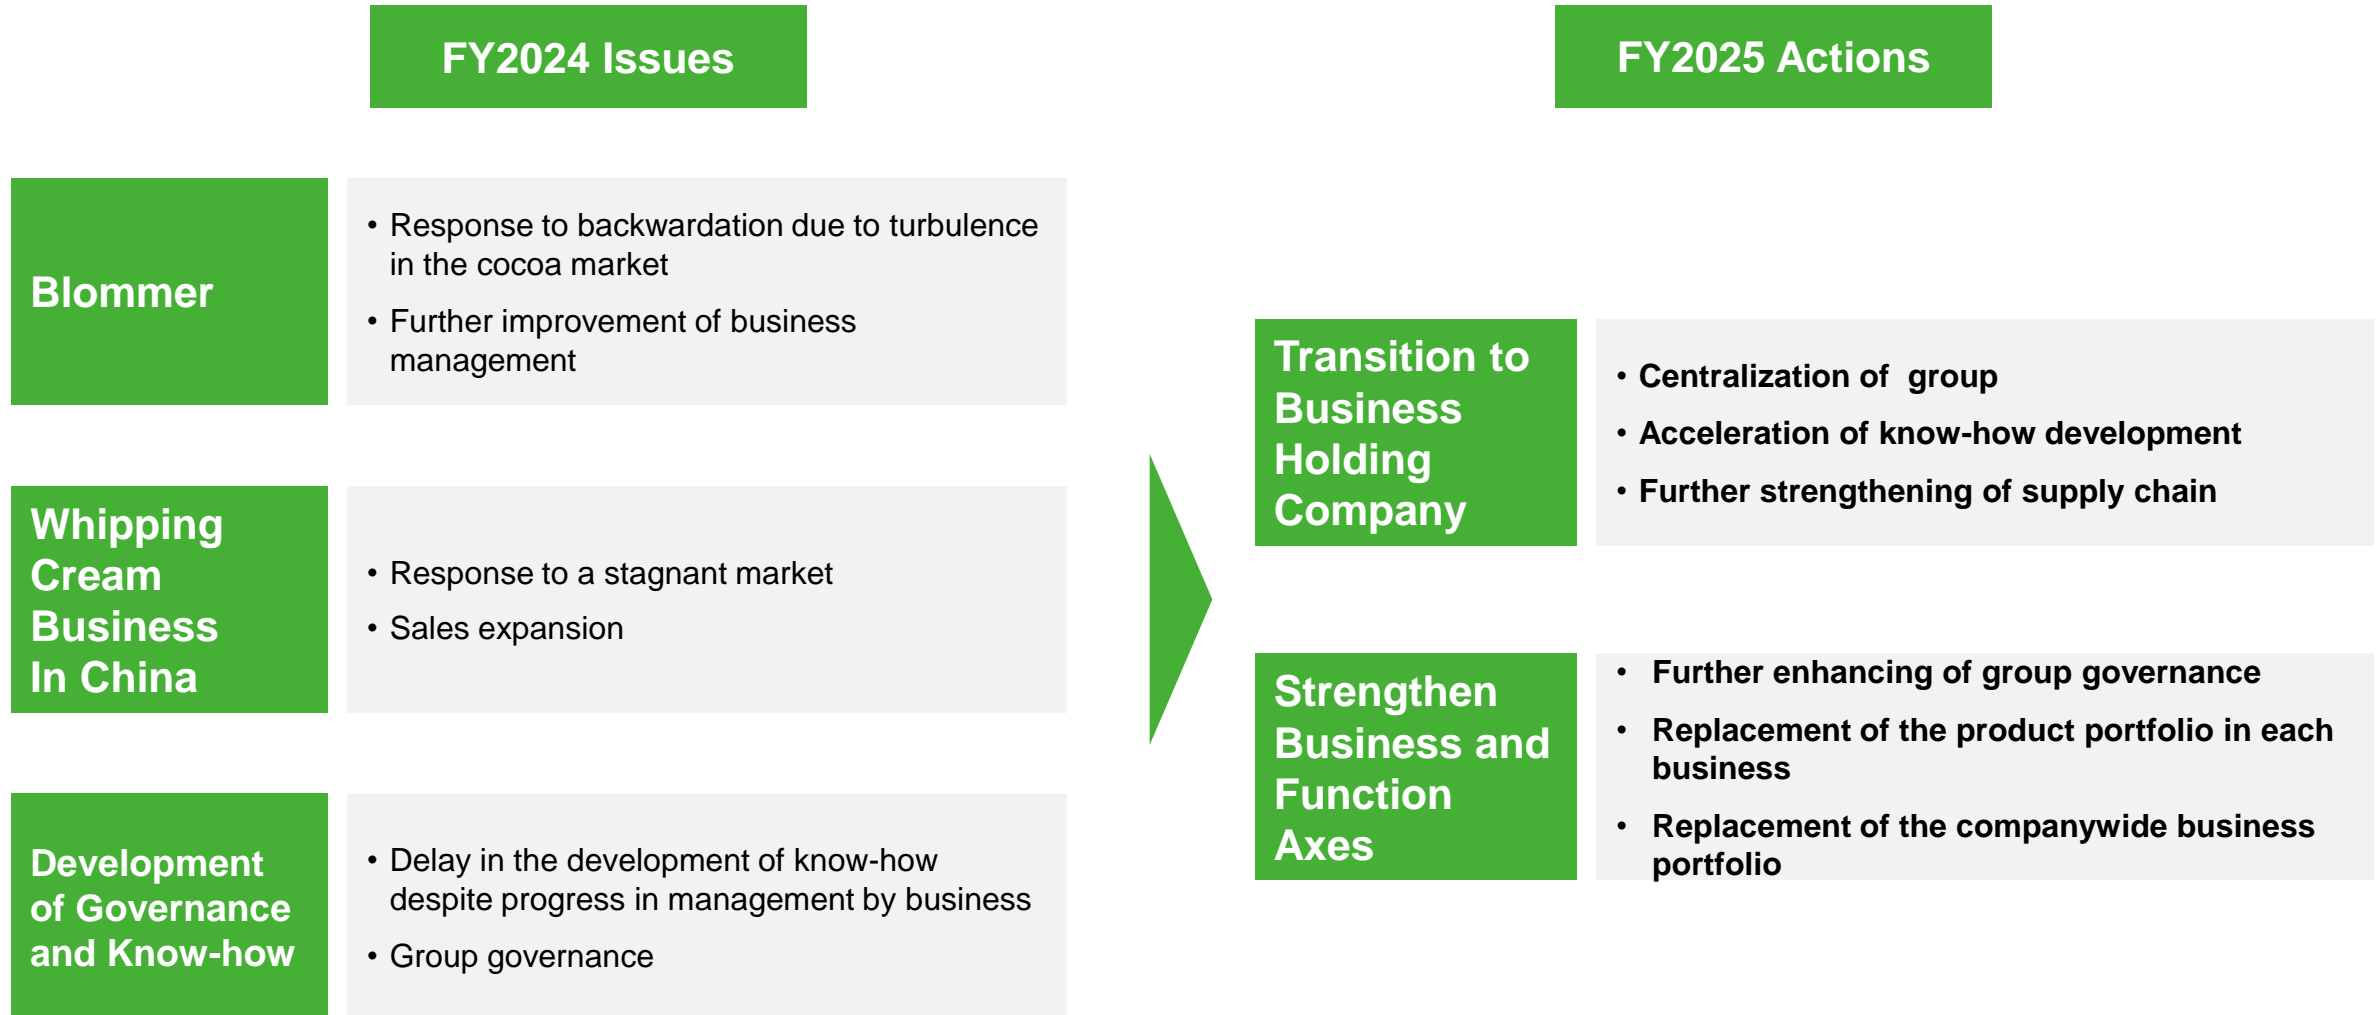 FY2024 Issues
FY2025 Actions
Blommer
• Response to backwardation due to turbulence
in the cocoa market
• Further improvement of business
management
Whipping
Cream
Business
In China
• Response to a stagnant market
• Sales expansion
Development
of Governance
and Know-how
• Delay in the development of know-how
despite progress in management by business
• Group governance
Transition to
Business
Holding
Company
• Centralization of  group
• Acceleration of know-how development
• Further strengthening of supply chain
Strengthen
Business and
Function
Axes
• Further enhancing of group governance
• Replacement of the product portfolio in each
business
• Replacement of the companywide business
portfolio